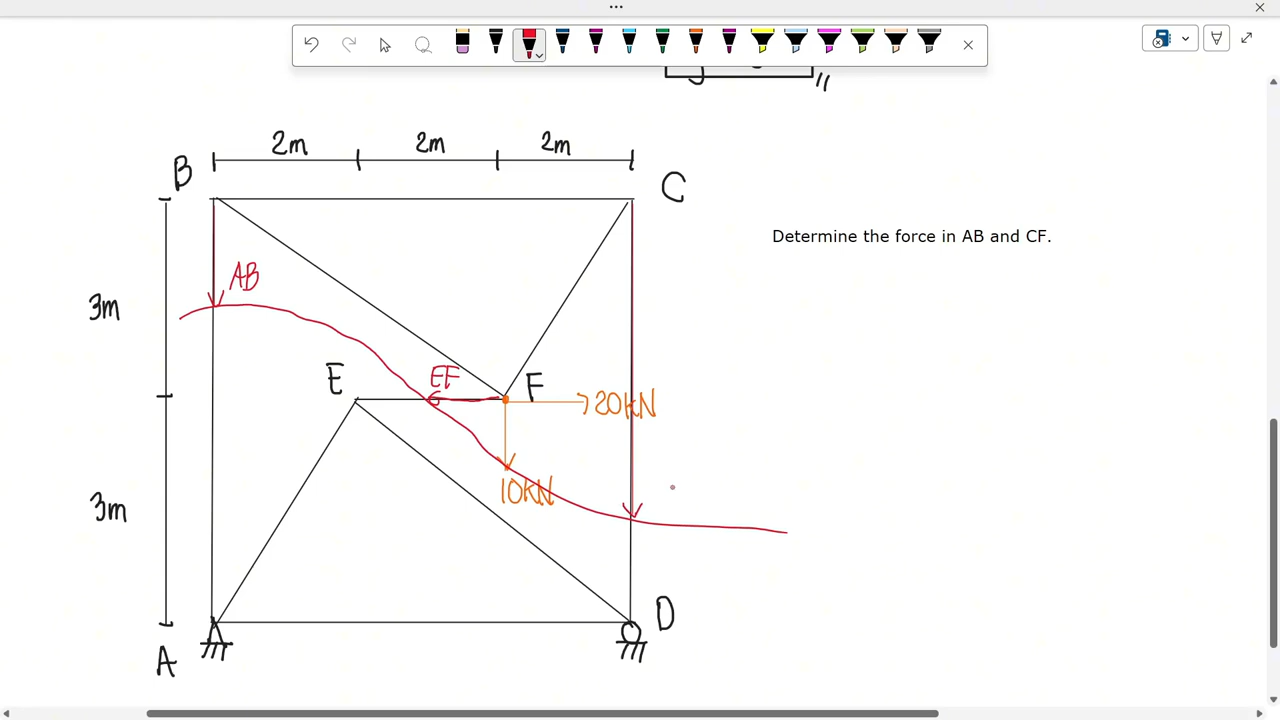 2m 2m 2m
B C
Determine the force in AB and CF.
AB
3m
E EF F
20kN
10kN
3m
D
A